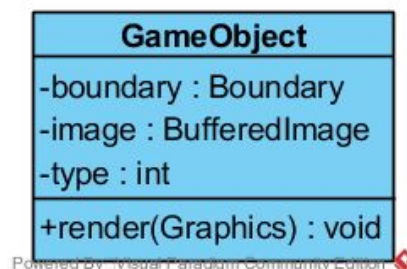 GameObject
-boundary : Boundary
-image : BufferedImage
-type : int
+render(Graphics) : void
Powered By Visual Paradigm Community Edition